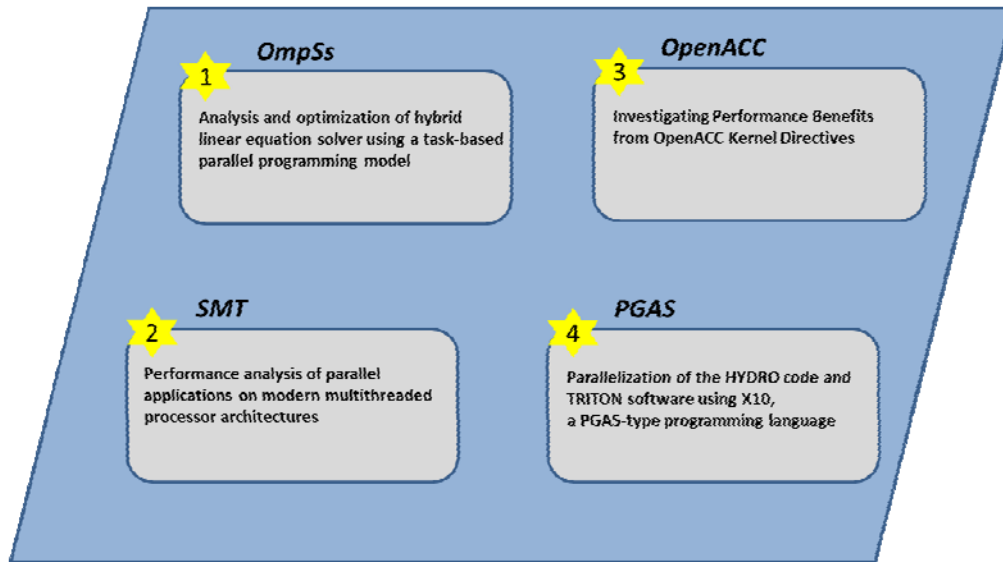 OmpSs
1
Analysis and optimization of hybrid
linear equation solver using a task-based
parallel programming model
SMT
2
Performance analysis of parallel
applications on modern multithreaded
processor architectures
OpenACC
3
Investigating Performance Benefits
from OpenACC Kernel Directives
PGAS
4
Parallelization of the HYDRO code and
TRITON software using X10,
a PGAS-type programming language